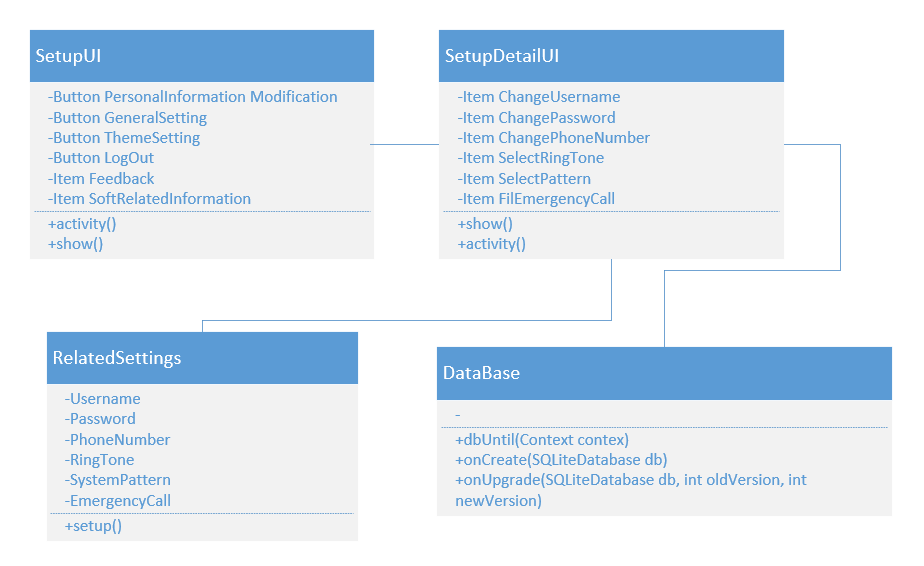 SetupUI
-Button PersonalInformation Modification
-Button GeneralSetting
-Button ThemeSetting
-Button LogOut
-Item Feedback
-Item SoftRelatedInformation
+activity()
+show()
SetupDetailUI
-Item ChangeUsername
-Item ChangePassword
-Item ChangePhoneNumber
-Item SelectRingTone
-Item SelectPattern
-Item FilEmergencyCall
+show()
+activity()
RelatedSettings
-Username
-Password
-PhoneNumber
-RingTone
-SystemPattern
-EmergencyCall
+setup()
DataBase
-
+dbUntil(Context contex)
+onCreate(SQLiteDatabase db)
+onUpgrade(SQLiteDatabase db, int oldVersion, int
newVersion)